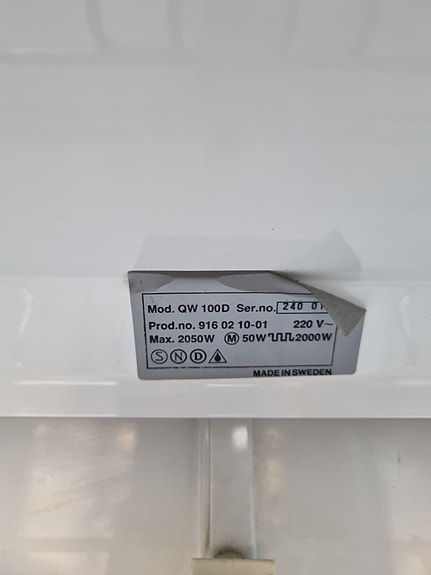 Mod. QW 100D Ser.no. 240 01
Prod.no. 916 02 10-01 220 V~
Max. 2050W M 50W 2000W
S N D
MADE IN SWEDEN